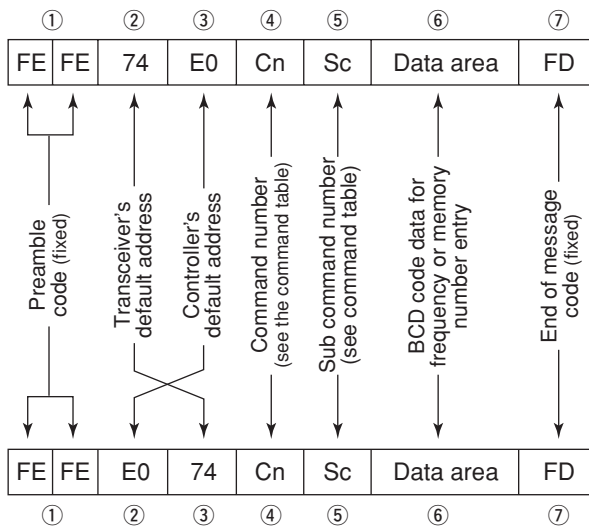 ① ② ③ ④ ⑤ ⑥ ⑦
FE FE 74 E0 Cn Sc Data area FD
Preamble
code (fixed)
Transceiver's
default address
Controller's
default address
Command number
(see the command table)
Sub command number
(see command table)
BCD code data for
frequency or memory
number entry
End of message
code (fixed)
FE FE E0 74 Cn Sc Data area FD
① ② ③ ④ ⑤ ⑥ ⑦